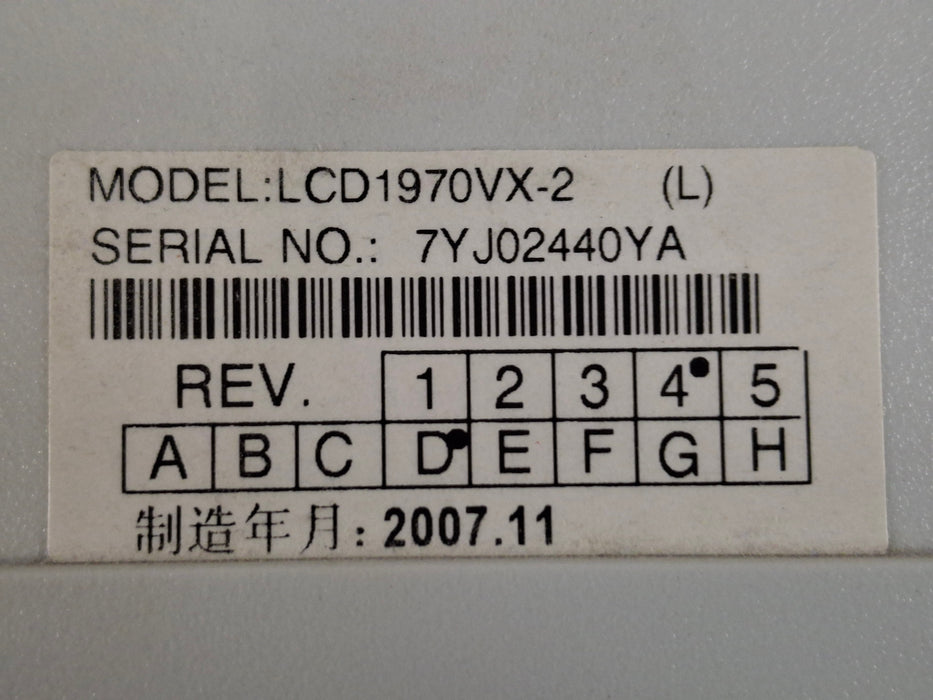 MODEL:LCD1970VX-2 (L)
SERIAL NO.: 7YJ02440YA
REV. 1 2 3 4 5
A B C D E F G H
制造年月: 2007.11